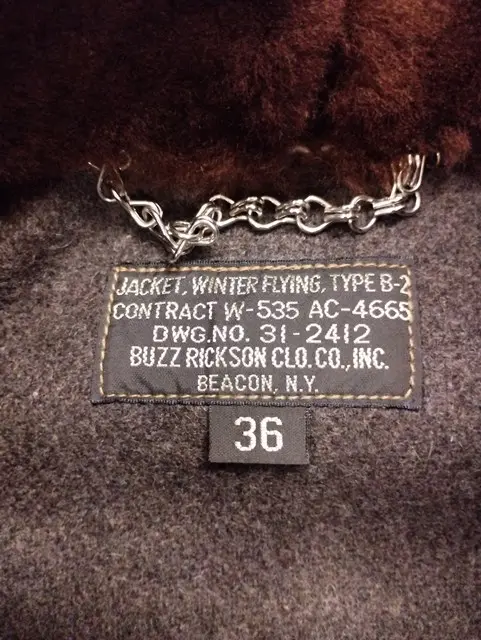 JACKET, WINTER FLYING, TYPE B-2
CONTRACT W-535 AC-4665
DWG.NO. 31-2412
BUZZ RICKSON CLO. CO., INC.
BEACON, N.Y.
36